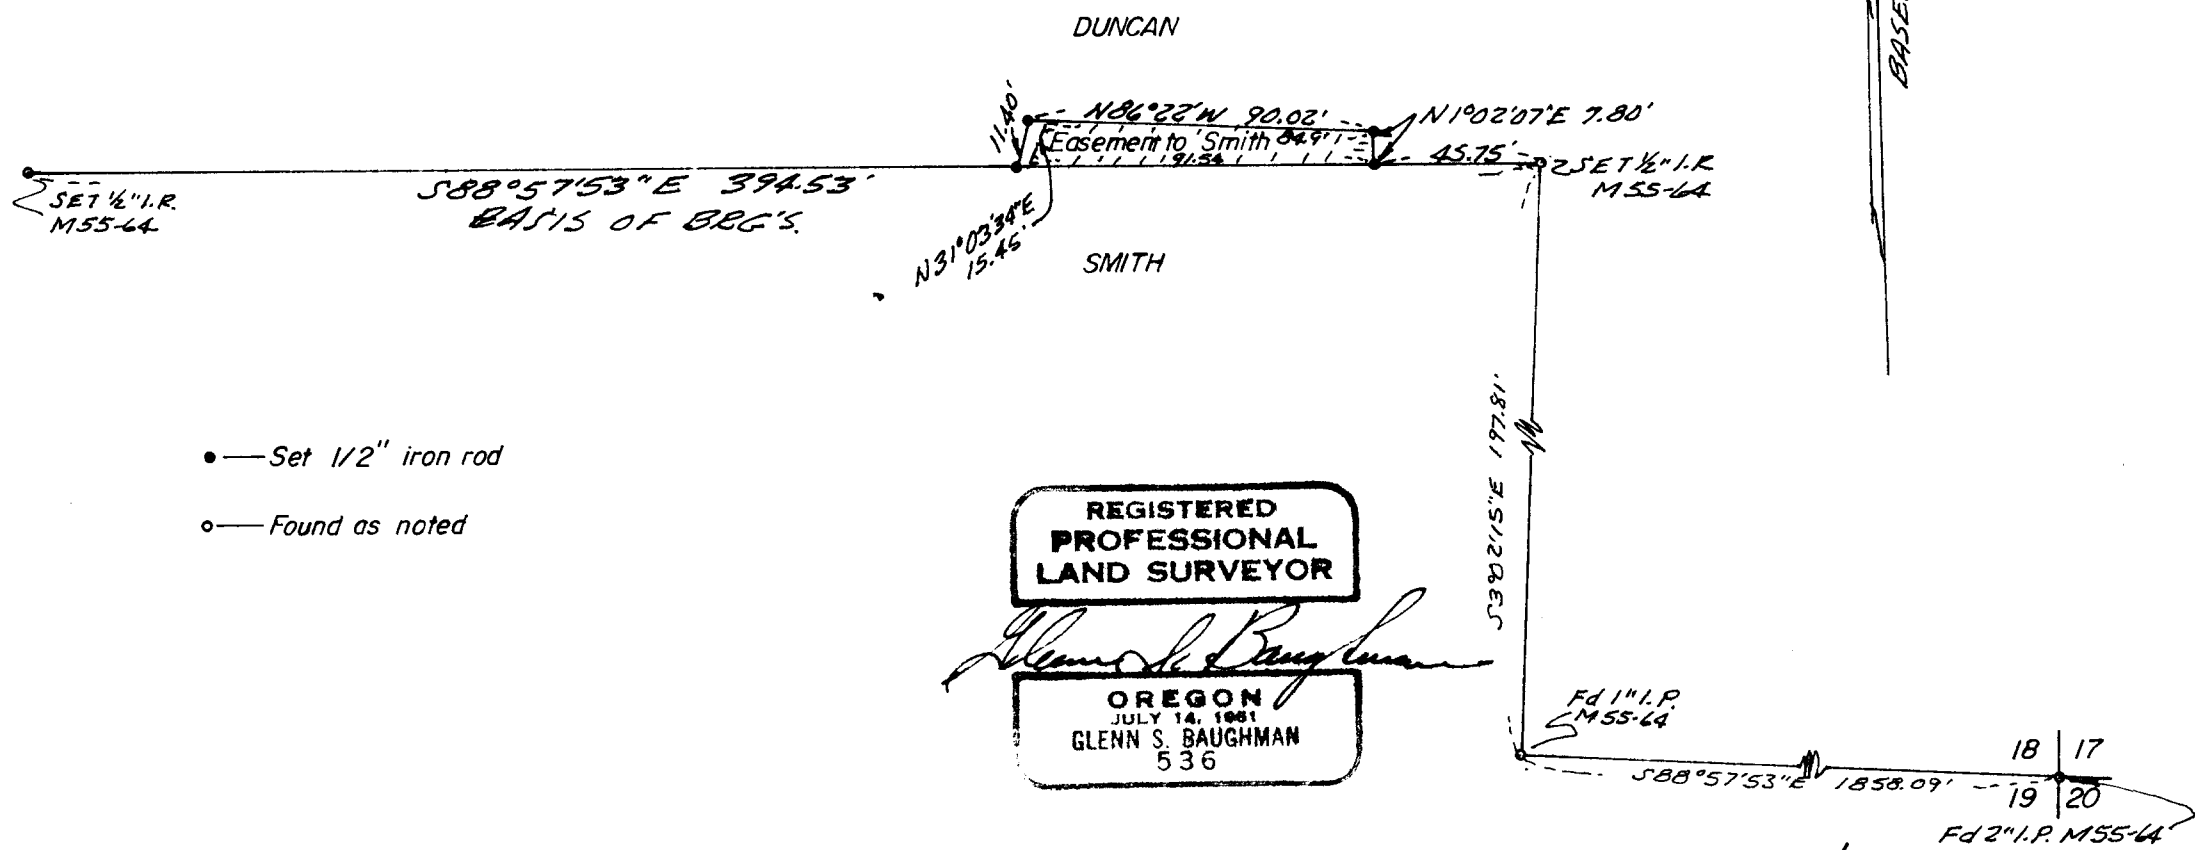 DUNCAN
BASE
11.40'
N86°22'W 90.02'
N1°02'07"E 7.80'
Easement to Smith 84.9'
91.54
45.75'
SET 1/2" I.R.
M55-64
S88°57'53"E 394.53'
BASIS OF BRG'S.
SET 1/2" I.R.
M55-64
N31°03'34"E
15.45'
SMITH
S3°02'15"E 197.81'
Set 1/2" iron rod
Found as noted
REGISTERED
PROFESSIONAL
LAND SURVEYOR
Glenn S. Baughman
OREGON
JULY 14, 1961
GLENN S. BAUGHMAN
536
Fd 1" I.P.
M55-64
18 17
S88°57'53"E 1858.09'
19 20
Fd 2" I.P. M55-64